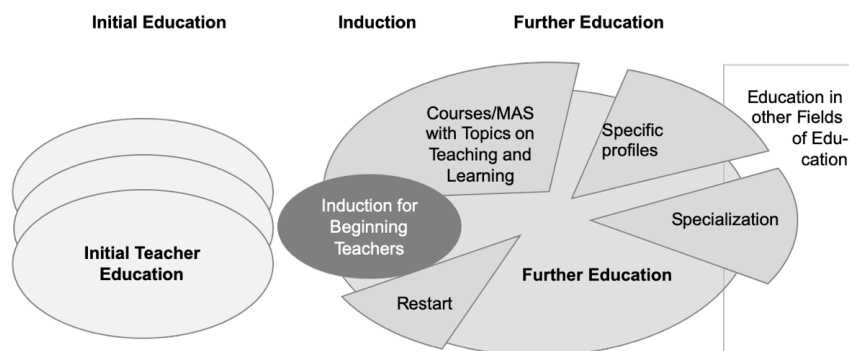 Initial Education
Induction
Further Education
Courses/MAS
with Topics on
Teaching and
Learning
Specific
profiles
Education in
other Fields
of Edu-
cation
Induction for
Beginning
Teachers
Specialization
Initial Teacher
Education
Further Education
Restart